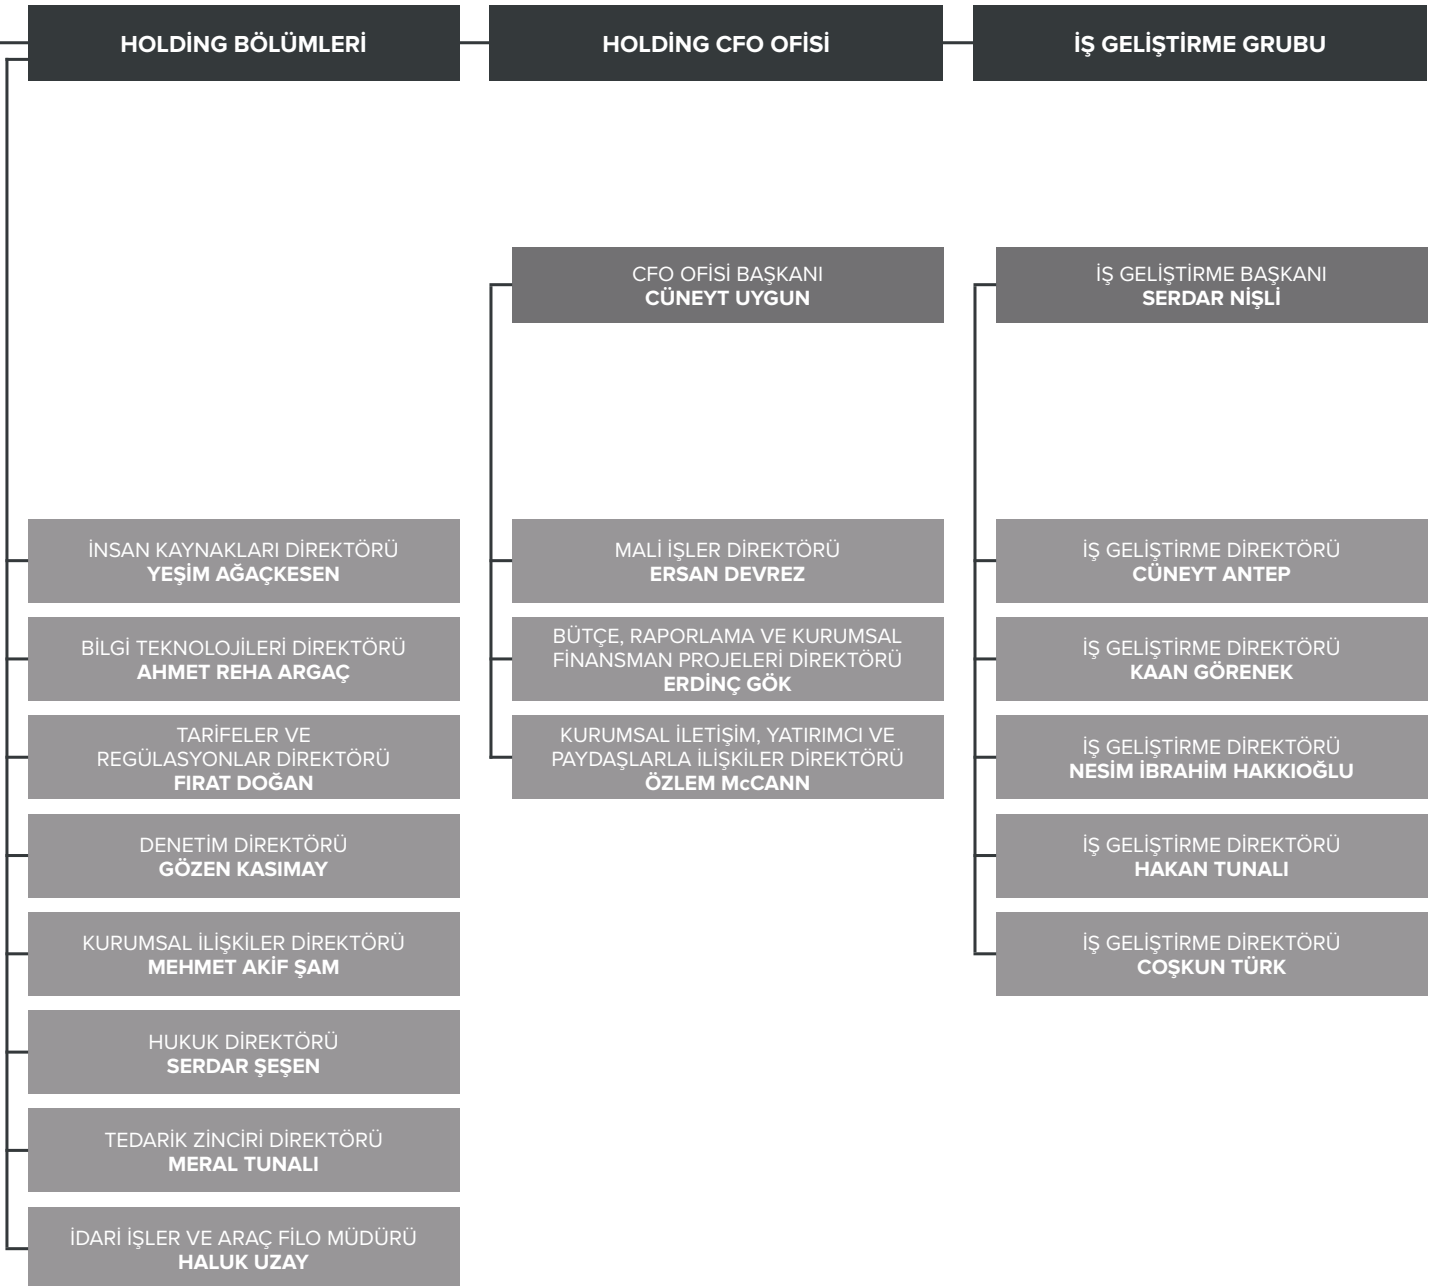 HOLDİNG BÖLÜMLERİ
İNSAN KAYNAKLARI DİREKTÖRÜ
YEŞİM AĞAÇKESEN
BİLGİ TEKNOLOJİLERİ DİREKTÖRÜ
AHMET REHA ARGAÇ
TARİFELER VE
REGÜLASYONLAR DİREKTÖRÜ
FIRAT DOĞAN
DENETİM DİREKTÖRÜ
GÖZEN KASIMAY
KURUMSAL İLİŞKİLER DİREKTÖRÜ
MEHMET AKİF ŞAM
HUKUK DİREKTÖRÜ
SERDAR ŞEŞEN
TEDARİK ZİNCİRİ DİREKTÖRÜ
MERAL TUNALI
İDARİ İŞLER VE ARAÇ FİLO MÜDÜRÜ
HALUK UZAY
HOLDİNG CFO OFİSİ
CFO OFİSİ BAŞKANI
CÜNEYT UYGUN
MALİ İŞLER DİREKTÖRÜ
ERSAN DEVREZ
BÜTÇE, RAPORLAMA VE KURUMSAL
FİNANSMAN PROJELERİ DİREKTÖRÜ
ERDİNÇ GÖK
KURUMSAL İLETİŞİM, YATIRIMCI VE
PAYDAŞLARLA İLİŞKİLER DİREKTÖRÜ
ÖZLEM McCANN
İŞ GELİŞTİRME GRUBU
İŞ GELİŞTİRME BAŞKANI
SERDAR NİŞLİ
İŞ GELİŞTİRME DİREKTÖRÜ
CÜNEYT ANTEP
İŞ GELİŞTİRME DİREKTÖRÜ
KAAN GÖRENEK
İŞ GELİŞTİRME DİREKTÖRÜ
NESİM İBRAHİM HAKKIOĞLU
İŞ GELİŞTİRME DİREKTÖRÜ
HAKAN TUNALI
İŞ GELİŞTİRME DİREKTÖRÜ
COŞKUN TÜRK